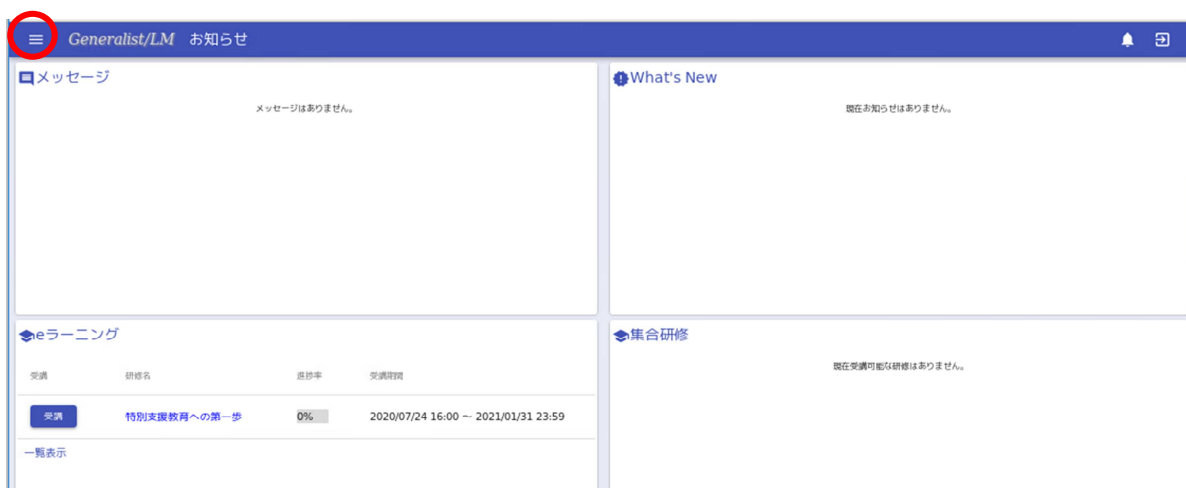 Generalist/LM お知らせ
メッセージ
メッセージはありません。
What's New
現在お知らせはありません。
eラーニング
受講 研修名 進捗率 受講期間
受講 特別支援教育への第一歩 0% 2020/07/24 16:00 ～ 2021/01/31 23:59
一覧表示
集合研修
現在受講可能な研修はありません。